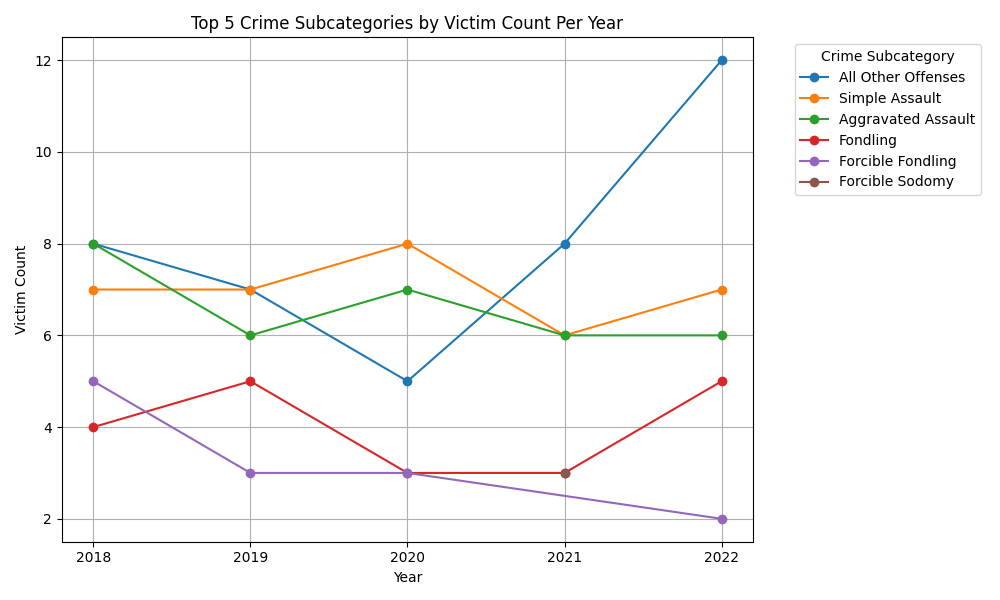 Top 5 Crime Subcategories by Victim Count Per Year
Victim Count
12
10
8
6
4
2
2018
2019
2020
2021
2022
Year
Crime Subcategory
All Other Offenses
Simple Assault
Aggravated Assault
Fondling
Forcible Fondling
Forcible Sodomy